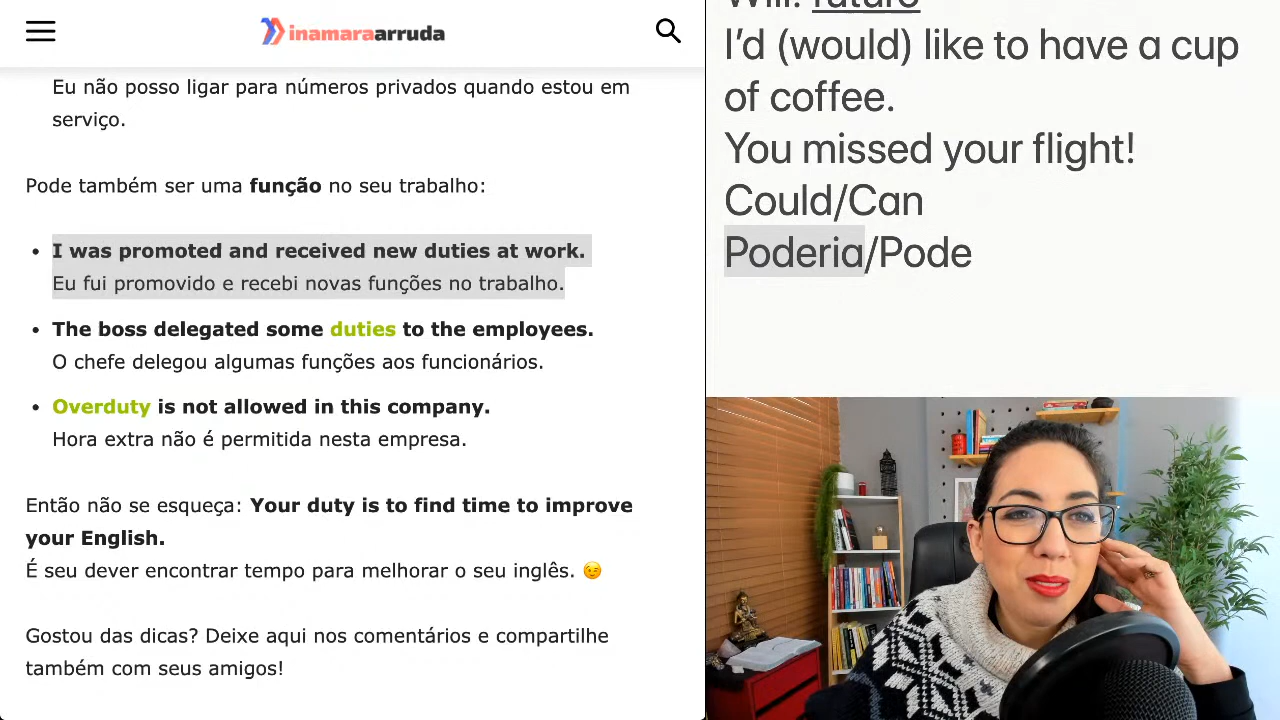 inamaraarruda
Eu não posso ligar para números privados quando estou em
serviço.
Pode também ser uma função no seu trabalho:
• I was promoted and received new duties at work.
Eu fui promovido e recebi novas funções no trabalho.
• The boss delegated some duties to the employees.
O chefe delegou algumas funções aos funcionários.
• Overduty is not allowed in this company.
Hora extra não é permitida nesta empresa.
Então não se esqueça: Your duty is to find time to improve
your English.
É seu dever encontrar tempo para melhorar o seu inglês. 😉
Gostou das dicas? Deixe aqui nos comentários e compartilhe
também com seus amigos!
Will: futuro
I’d (would) like to have a cup
of coffee.
You missed your flight!
Could/Can
Poderia/Pode